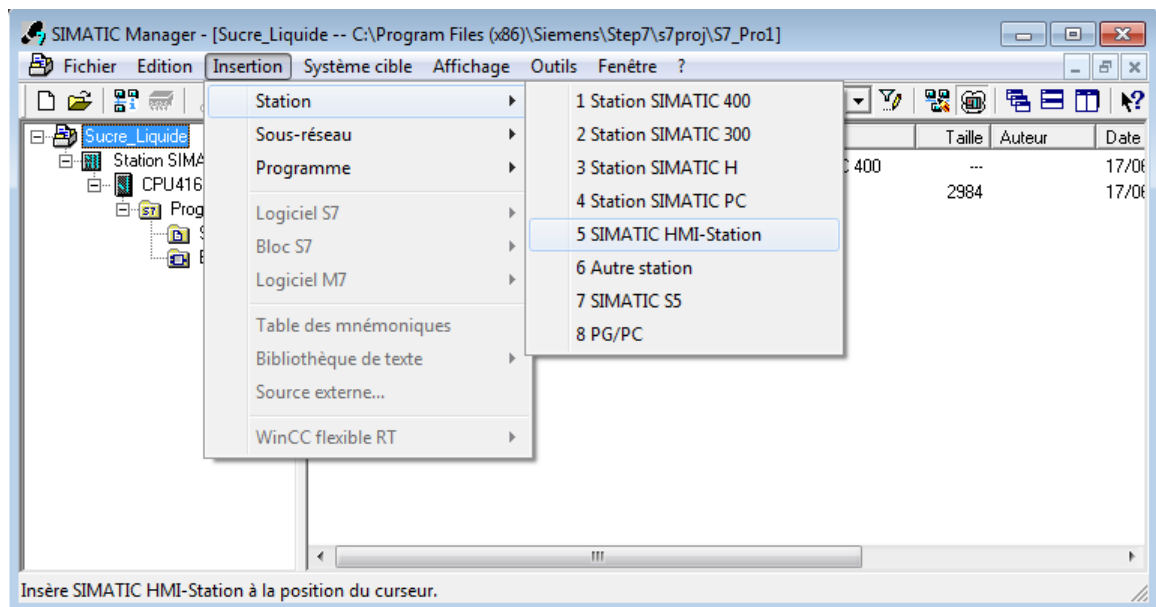 SIMATIC Manager - [Sucre_Liquide -- C:\Program Files (x86)\Siemens\Step7\s7proj\S7_Pro1]
Fichier Edition Insertion Système cible Affichage Outils Fenêtre ?
Station
Sous-réseau
Programme
Logiciel S7
Bloc S7
Logiciel M7
Table des mnémoniques
Bibliothèque de texte
Source externe...
WinCC flexible RT
1 Station SIMATIC 400
2 Station SIMATIC 300
3 Station SIMATIC H
4 Station SIMATIC PC
5 SIMATIC HMI-Station
6 Autre station
7 SIMATIC S5
8 PG/PC
Sucre_Liquide
Station SIMA
CPU416
S7 Prog
Taille Auteur Date
400 --- 17/06
2984 17/06
Insère SIMATIC HMI-Station à la position du curseur.